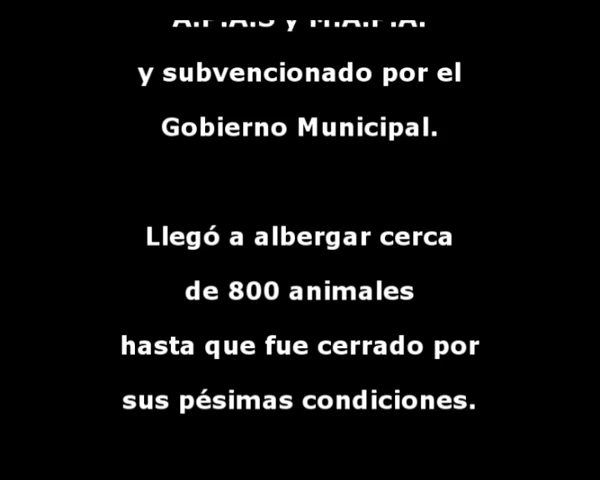 y
y subvencionado por el
Gobierno Municipal.
Llegó a albergar cerca
de 800 animales
hasta que fue cerrado por
sus pésimas condiciones.